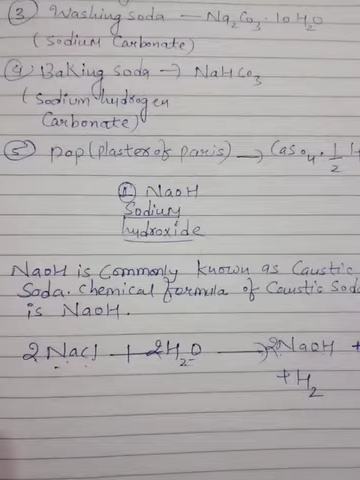 ③ Washing soda — Na₂CO₃·10H₂O
(Sodium Carbonate)
④ Baking soda → NaHCO₃
(Sodium hydrogen
Carbonate)
⑤ pop (plaster of paris) → CaSO₄·1/2 H
① NaOH
Sodium
hydroxide
NaOH is Commonly known as Caustic
Soda. Chemical formula of Caustic Sod
is NaOH.
2NaCl + 2H₂O → 2NaOH +
+ H₂